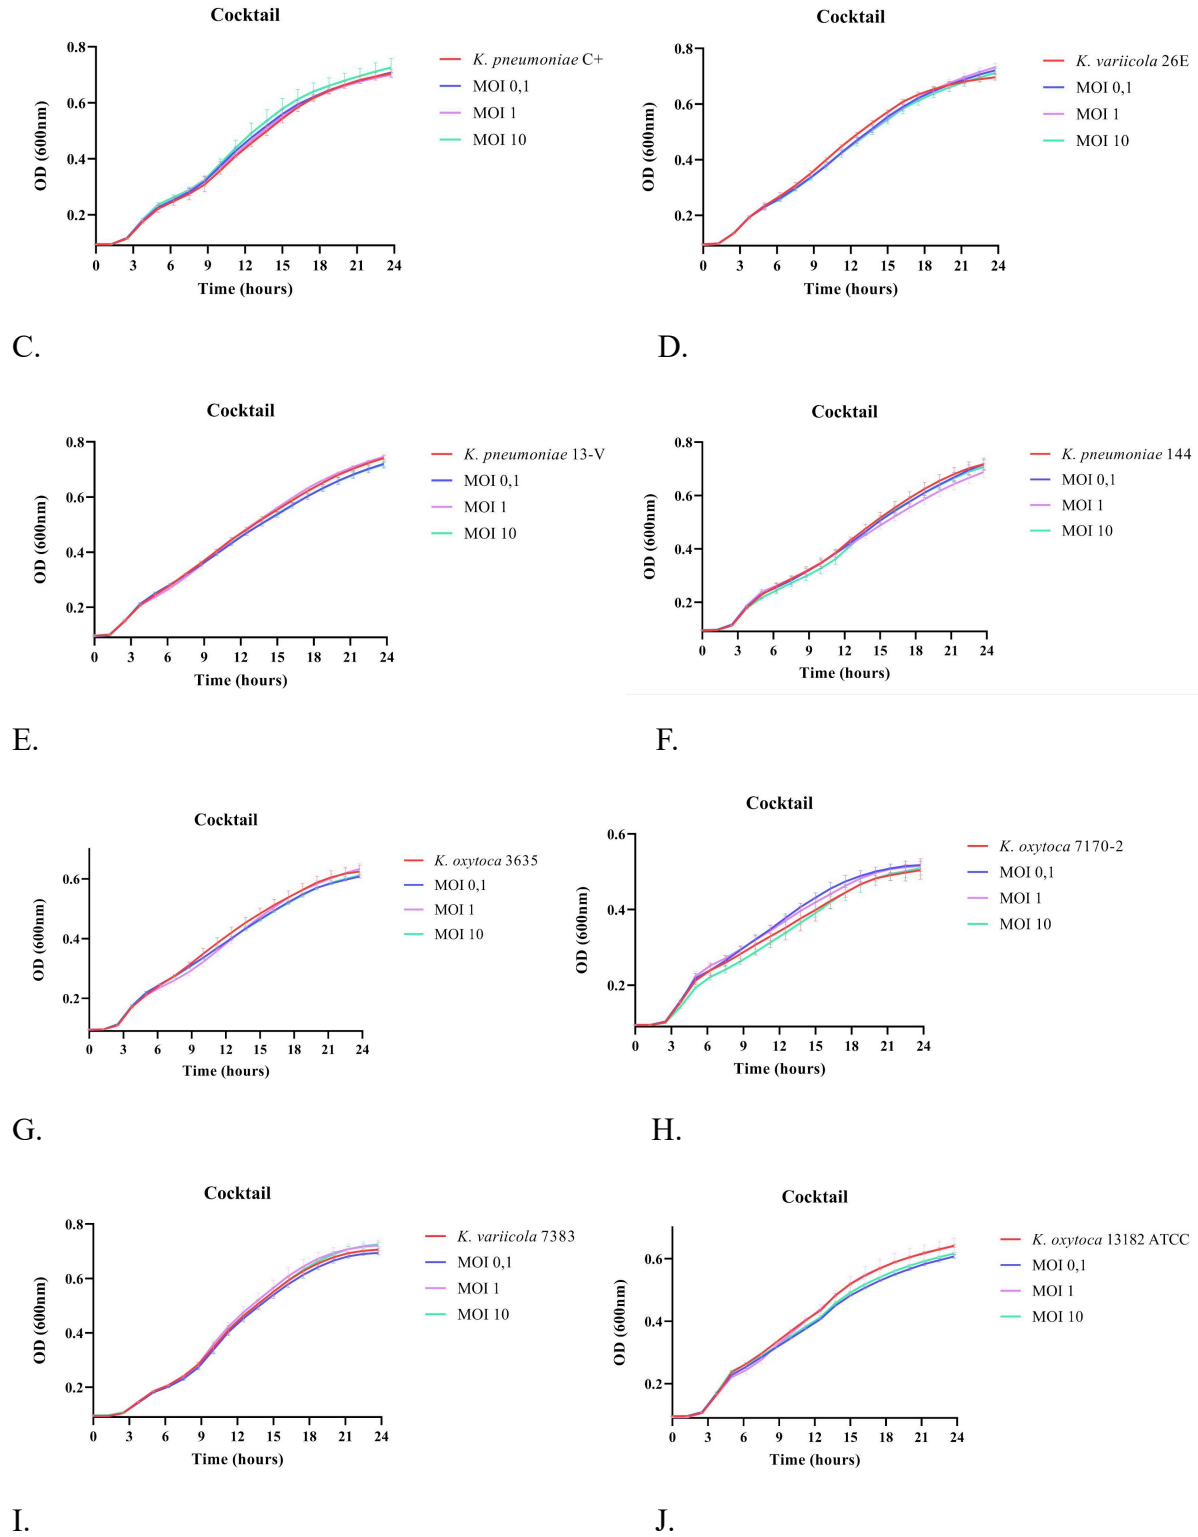 Cocktail
0.8
0.6
0.4
0.2
OD (600nm)
0 3 6 9 12 15 18 21 24
Time (hours)
K. pneumoniae C+
MOI 0,1
MOI 1
MOI 10
Cocktail
0.8
0.6
0.4
0.2
OD (600nm)
0 3 6 9 12 15 18 21 24
Time (hours)
K. variicola 26E
MOI 0,1
MOI 1
MOI 10
C.
D.
Cocktail
0.8
0.6
0.4
0.2
OD (600nm)
0 3 6 9 12 15 18 21 24
Time (hours)
K. pneumoniae 13-V
MOI 0,1
MOI 1
MOI 10
Cocktail
0.8
0.6
0.4
0.2
OD (600nm)
0 3 6 9 12 15 18 21 24
Time (hours)
K. pneumoniae 144
MOI 0,1
MOI 1
MOI 10
E.
F.
Cocktail
0.6
0.4
0.2
OD (600nm)
0 3 6 9 12 15 18 21 24
Time (hours)
K. oxytoca 3635
MOI 0,1
MOI 1
MOI 10
Cocktail
0.6
0.4
0.2
OD (600nm)
0 3 6 9 12 15 18 21 24
Time (hours)
K. oxytoca 7170-2
MOI 0,1
MOI 1
MOI 10
G.
H.
Cocktail
0.8
0.6
0.4
0.2
OD (600nm)
0 3 6 9 12 15 18 21 24
Time (hours)
K. variicola 7383
MOI 0,1
MOI 1
MOI 10
Cocktail
0.6
0.4
0.2
OD (600nm)
0 3 6 9 12 15 18 21 24
Time (hours)
K. oxytoca 13182 ATCC
MOI 0,1
MOI 1
MOI 10
I.
J.